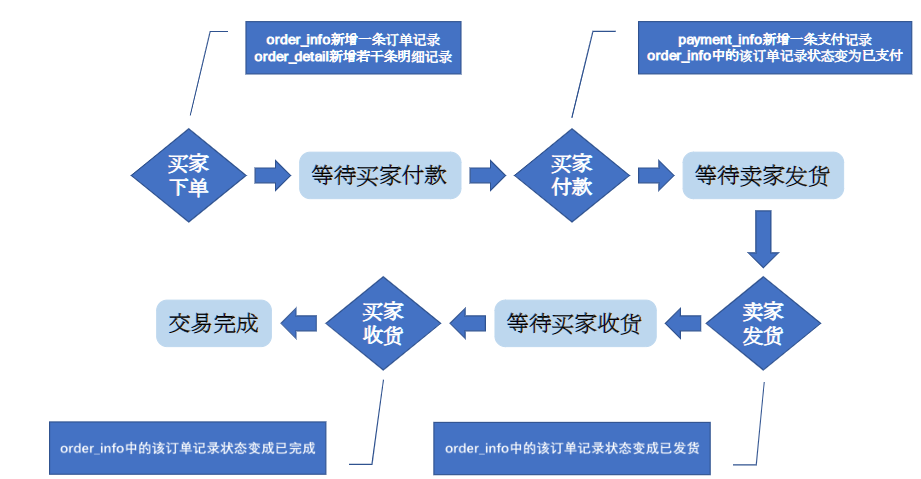 order_info新增一条订单记录
order_detail新增若干条明细记录
payment_info新增一条支付记录
order_info中的该订单记录状态变为已支付
买家
下单
等待买家付款
买家
付款
等待卖家发货
卖家
发货
等待买家收货
买家
收货
交易完成
order_info中的该订单记录状态变成已完成
order_info中的该订单记录状态变成已发货